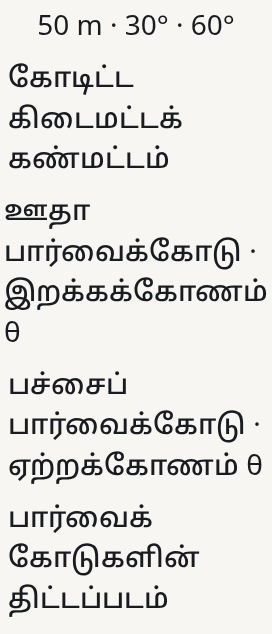 50 m · 30° · 60°
கோடிட்ட
கிடைமட்டக்
கண்மட்டம்
ஊதா
பார்வைக்கோடு ·
இறக்கக்கோணம்
θ
பச்சைப்
பார்வைக்கோடு ·
ஏற்றக்கோணம் θ
பார்வைக்
கோடுகளின்
திட்டப்படம்